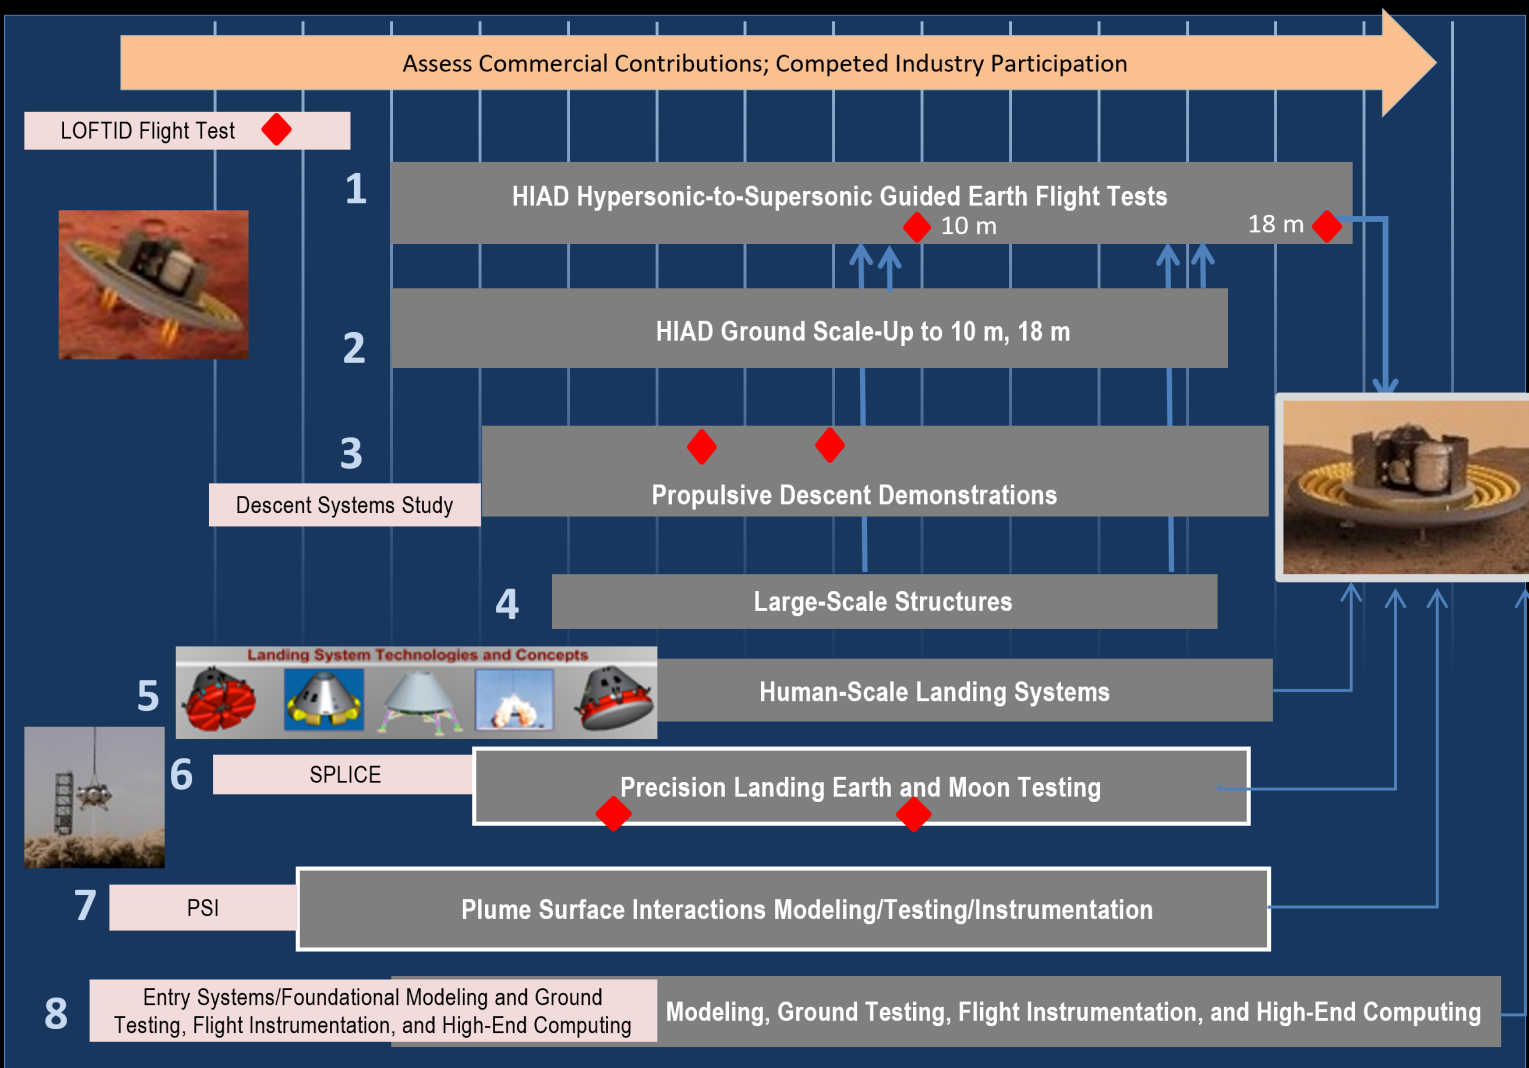 Assess Commercial Contributions; Competed Industry Participation
LOFTID Flight Test
1
HIAD Hypersonic-to-Supersonic Guided Earth Flight Tests
10 m
18 m
2
HIAD Ground Scale-Up to 10 m, 18 m
3
Descent Systems Study
Propulsive Descent Demonstrations
4
Large-Scale Structures
5
Landing System Technologies and Concepts
Human-Scale Landing Systems
6
SPLICE
Precision Landing Earth and Moon Testing
7
PSI
Plume Surface Interactions Modeling/Testing/Instrumentation
8
Entry Systems/Foundational Modeling and Ground
Testing, Flight Instrumentation, and High-End Computing
Modeling, Ground Testing, Flight Instrumentation, and High-End Computing